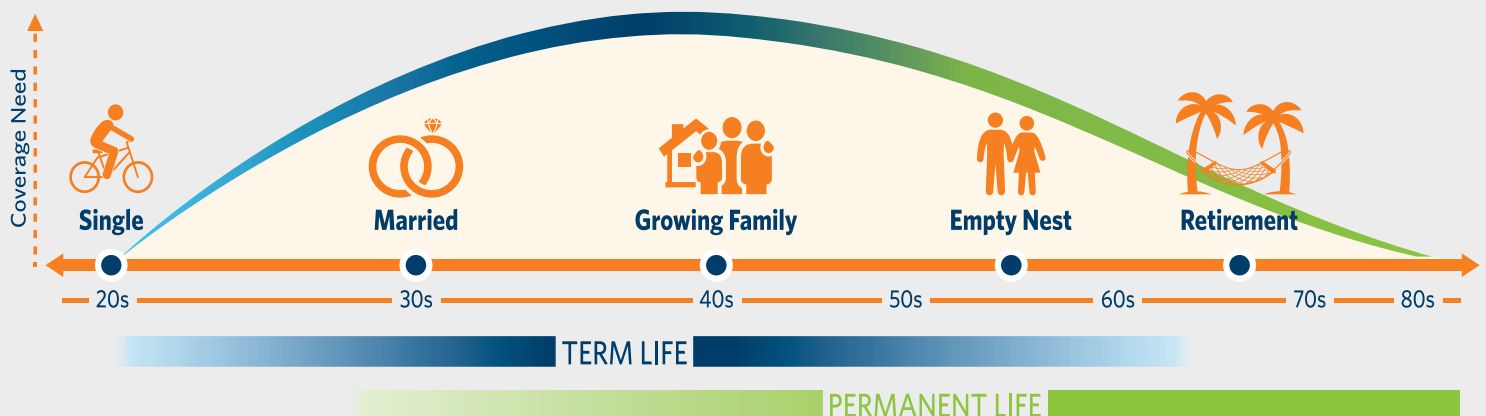 Coverage Need
Single
Married
Growing Family
Empty Nest
Retirement
20s
30s
40s
50s
60s
70s
80s
TERM LIFE
PERMANENT LIFE